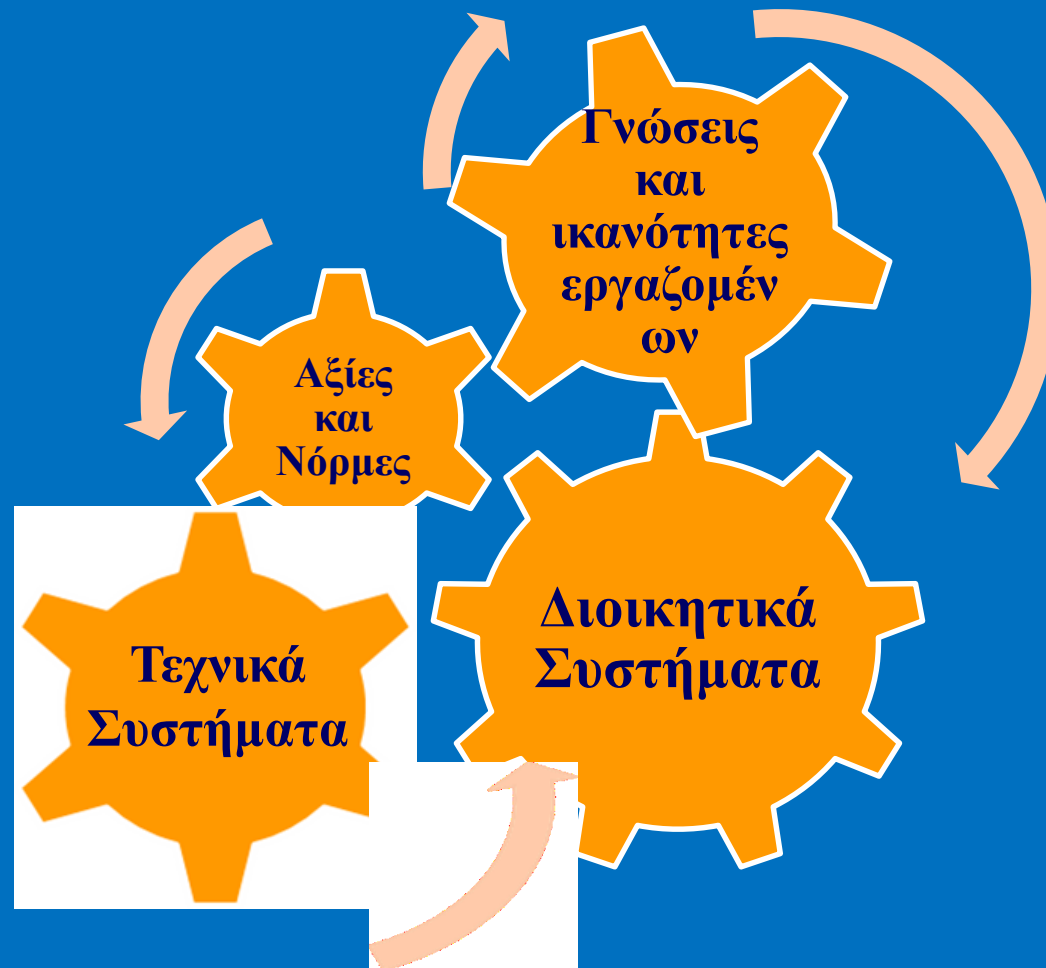 Γνώσεις
και
ικανότητες
εργαζομέν
ων
Αξίες
και
Νόρμες
Διοικητικά
Συστήματα
Τεχνικά
Συστήματα